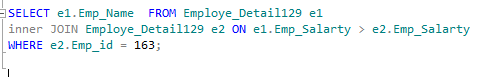 SELECT e1.Emp_Name  FROM Employe_Detail129 e1
inner JOIN Employe_Detail129 e2 ON e1.Emp_Salarty > e2.Emp_Salarty
WHERE e2.Emp_id = 163;